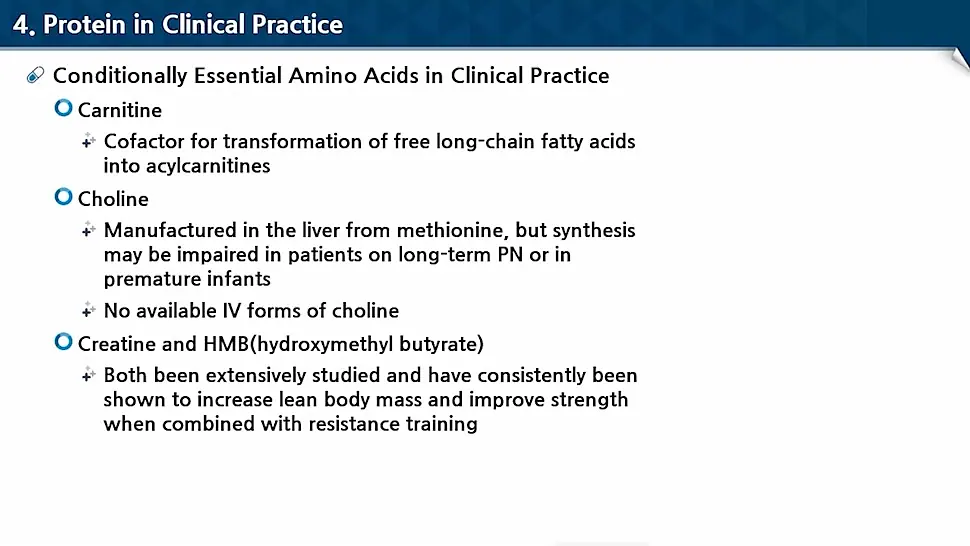 4. Protein in Clinical Practice
Conditionally Essential Amino Acids in Clinical Practice
Carnitine
Cofactor for transformation of free long-chain fatty acids
into acylcarnitines
Choline
Manufactured in the liver from methionine, but synthesis
may be impaired in patients on long-term PN or in
premature infants
No available IV forms of choline
Creatine and HMB(hydroxymethyl butyrate)
Both been extensively studied and have consistently been
shown to increase lean body mass and improve strength
when combined with resistance training